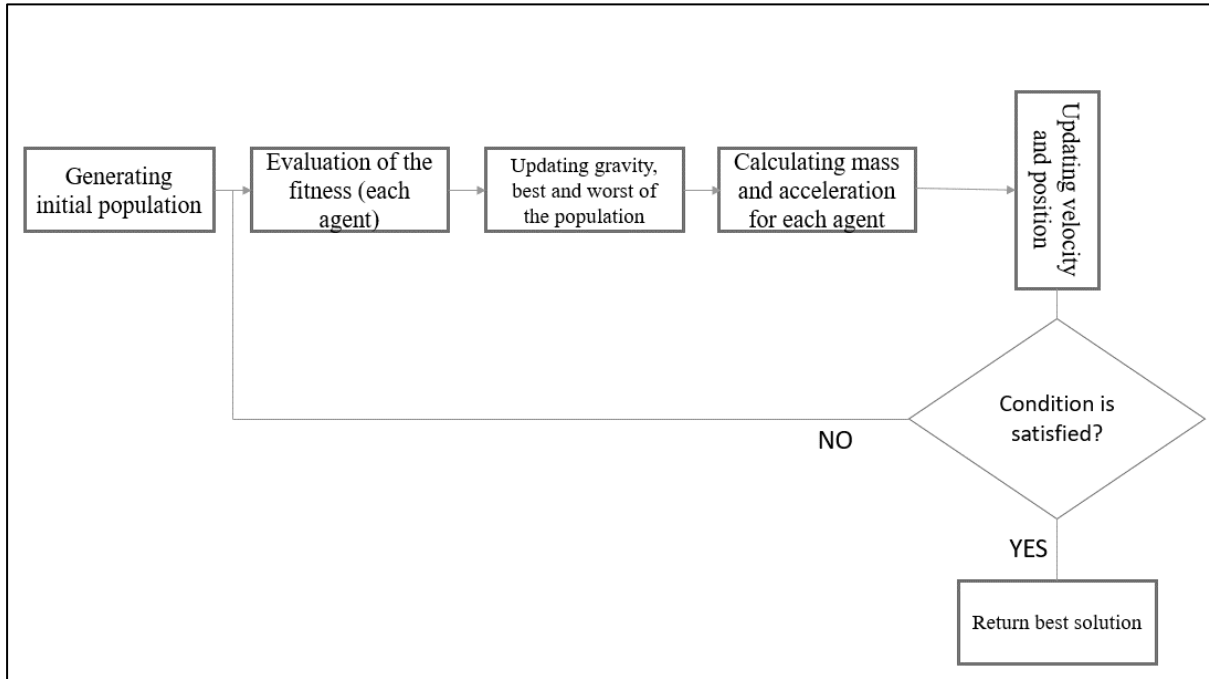 Generating
initial population
Evaluation of the
fitness (each
agent)
Updating gravity,
best and worst of
the population
Calculating mass
and acceleration
for each agent
Updating velocity
and position
Condition is
satisfied?
NO
YES
Return best solution